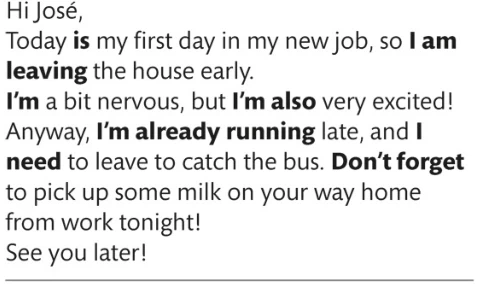 Hi José,
Today is my first day in my new job, so I am
leaving the house early.
I'm a bit nervous, but I'm also very excited!
Anyway, I'm already running late, and I
need to leave to catch the bus. Don't forget
to pick up some milk on your way home
from work tonight!
See you later!